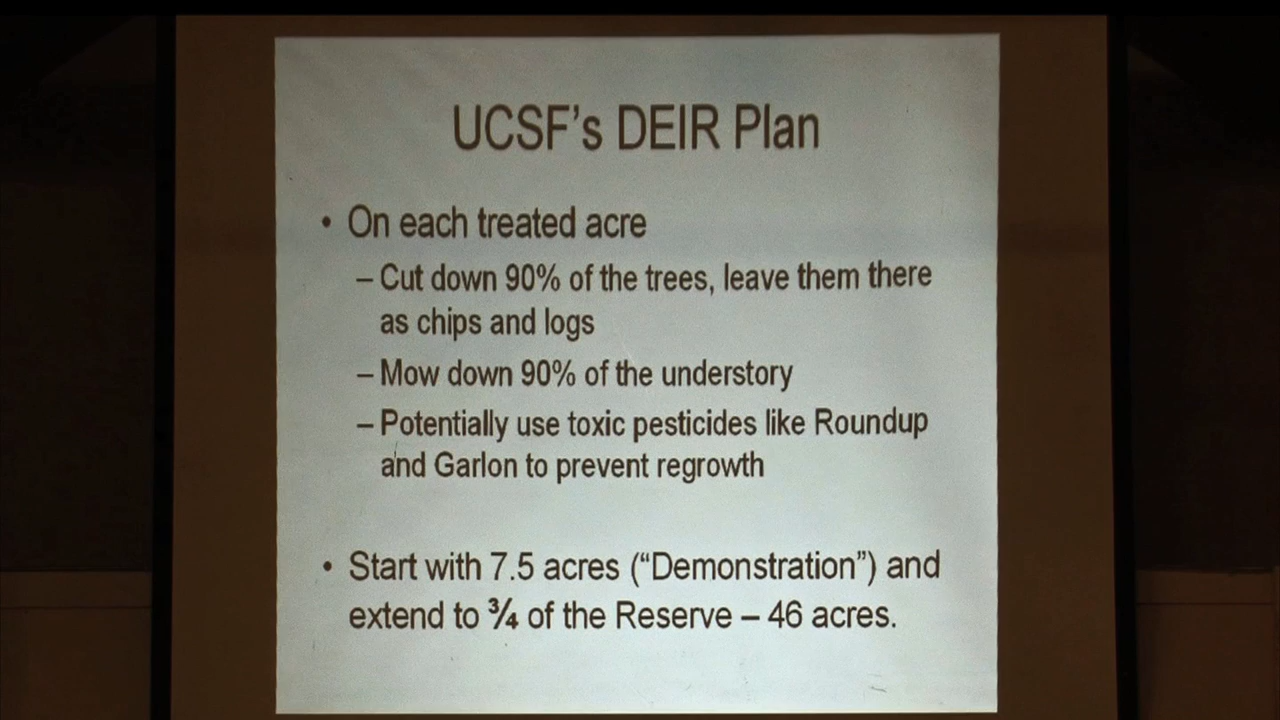 UCSF's DEIR Plan
• On each treated acre
– Cut down 90% of the trees, leave them there
as chips and logs
– Mow down 90% of the understory
– Potentially use toxic pesticides like Roundup
and Garlon to prevent regrowth
• Start with 7.5 acres (“Demonstration”) and
extend to ¾ of the Reserve – 46 acres.